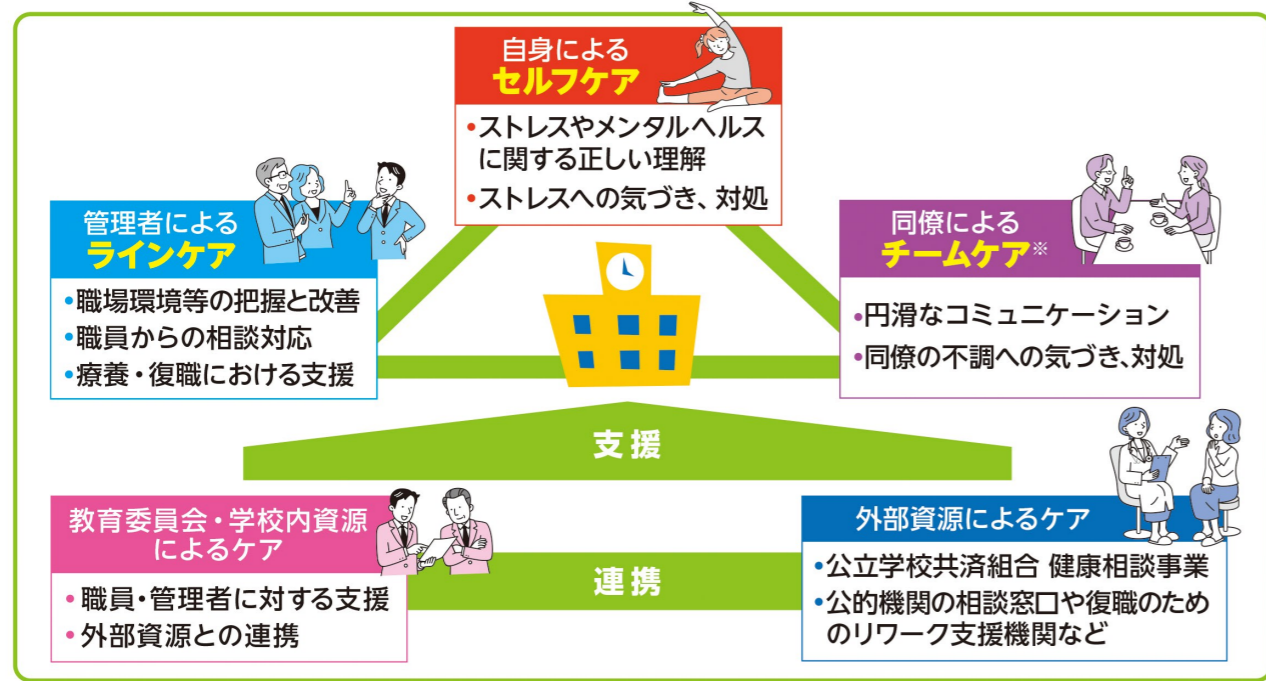 自身による
セルフケア
•ストレスやメンタルヘルス
に関する正しい理解
•ストレスへの気づき、対処
管理者による
ラインケア
•職場環境等の把握と改善
•職員からの相談対応
•療養・復職における支援
同僚による
チームケア※
•円滑なコミュニケーション
•同僚の不調への気づき、対処
支援
教育委員会・学校内資源
によるケア
•職員・管理者に対する支援
•外部資源との連携
連携
外部資源によるケア
•公立学校共済組合 健康相談事業
•公的機関の相談窓口や復職のため
のリワーク支援機関など